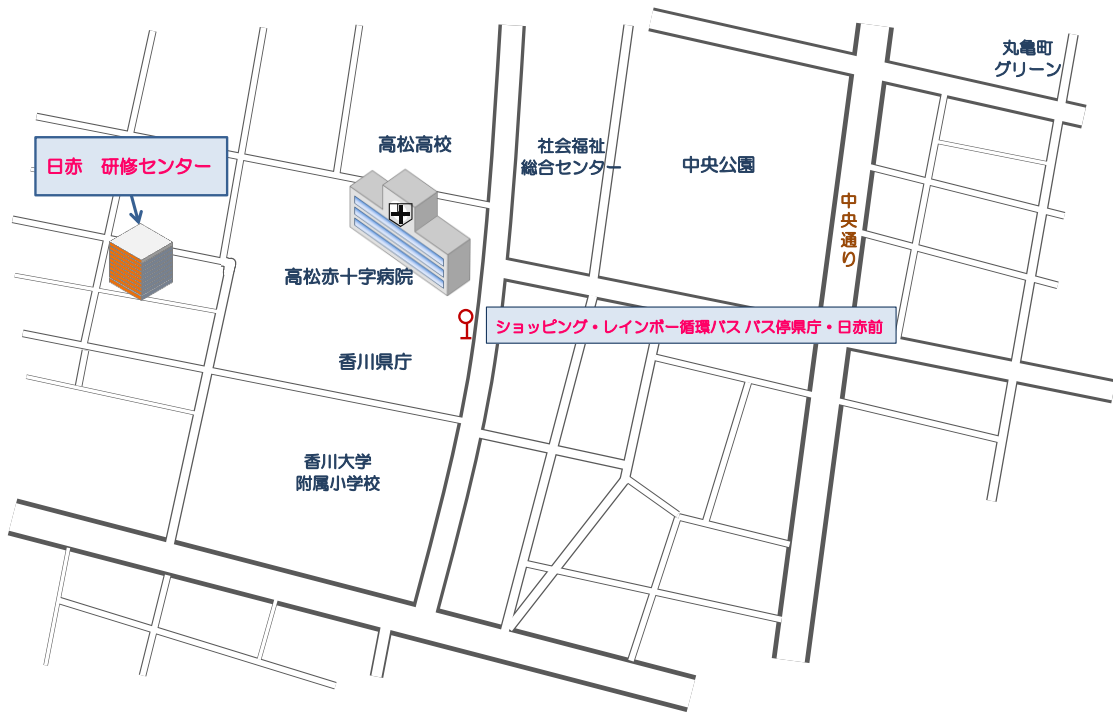 丸亀町
グリーン
高松高校
社会福祉
総合センター
中央公園
日赤　研修センター
中央通り
高松赤十字病院
ショッピング・レインボー循環バス バス停県庁・日赤前
香川県庁
香川大学
附属小学校